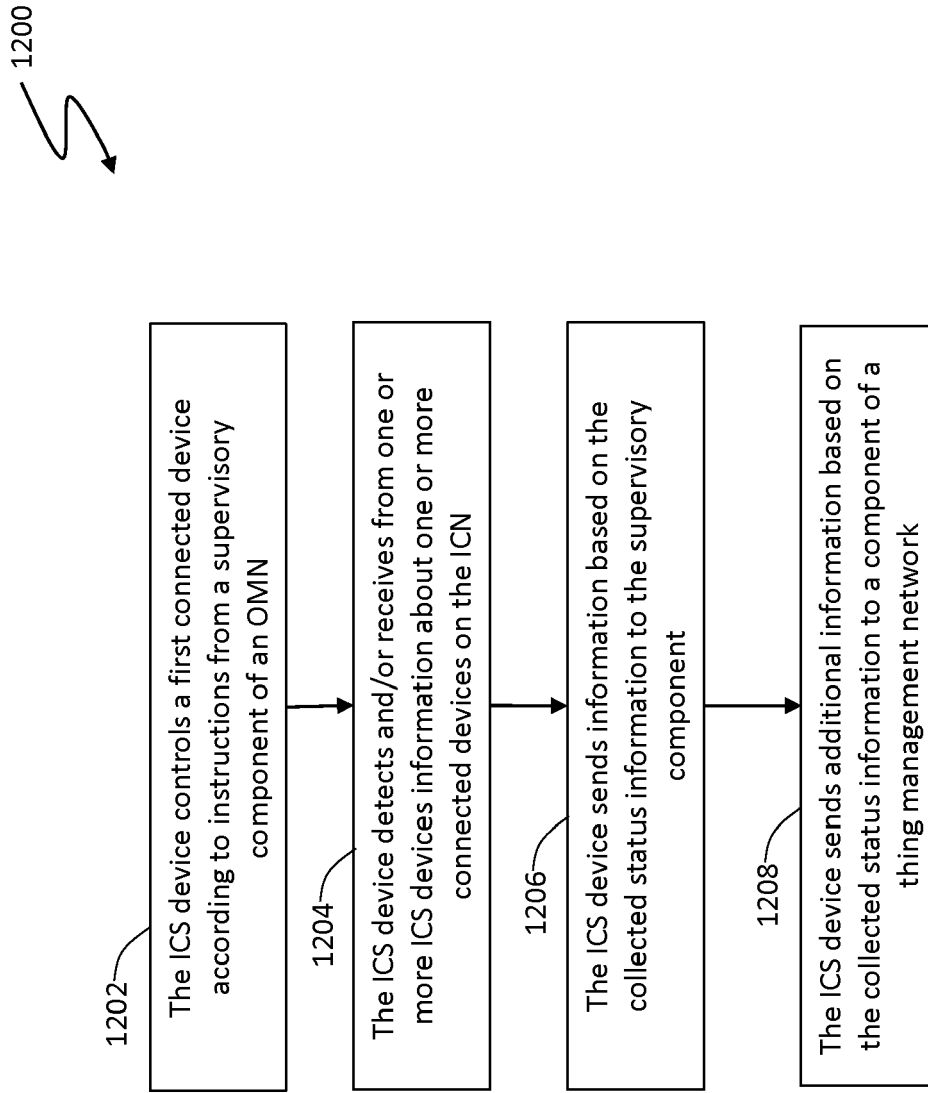 1200
1202
The ICS device controls a first connected device
according to instructions from a supervisory
component of an OMN
1204
The ICS device detects and/or receives from one or
more ICS devices information about one or more
connected devices on the ICN
1206
The ICS device sends information based on the
collected status information to the supervisory
component
1208
The ICS device sends additional information based on
the collected status information to a component of a
thing management network